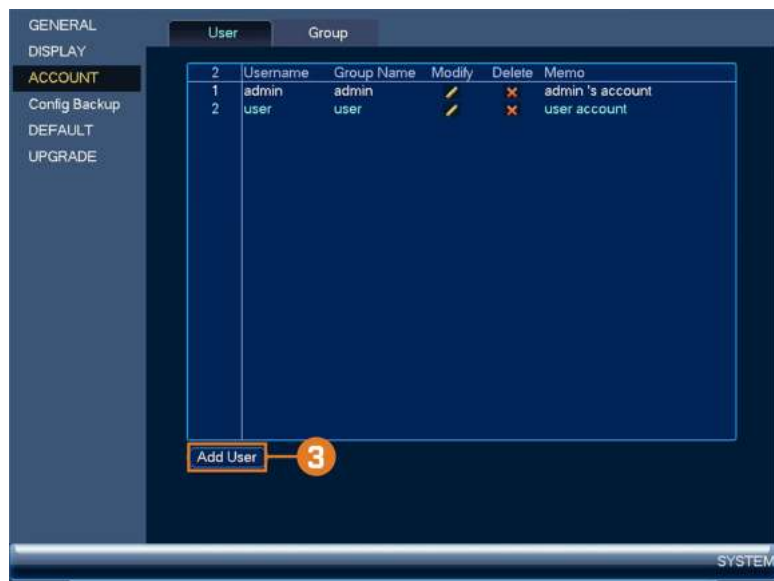 GENERAL
DISPLAY
ACCOUNT
Config Backup
DEFAULT
UPGRADE
User Group
2 Username Group Name Modify Delete Memo
1 admin admin admin 's account
2 user user user account
Add User 3
SYSTEM